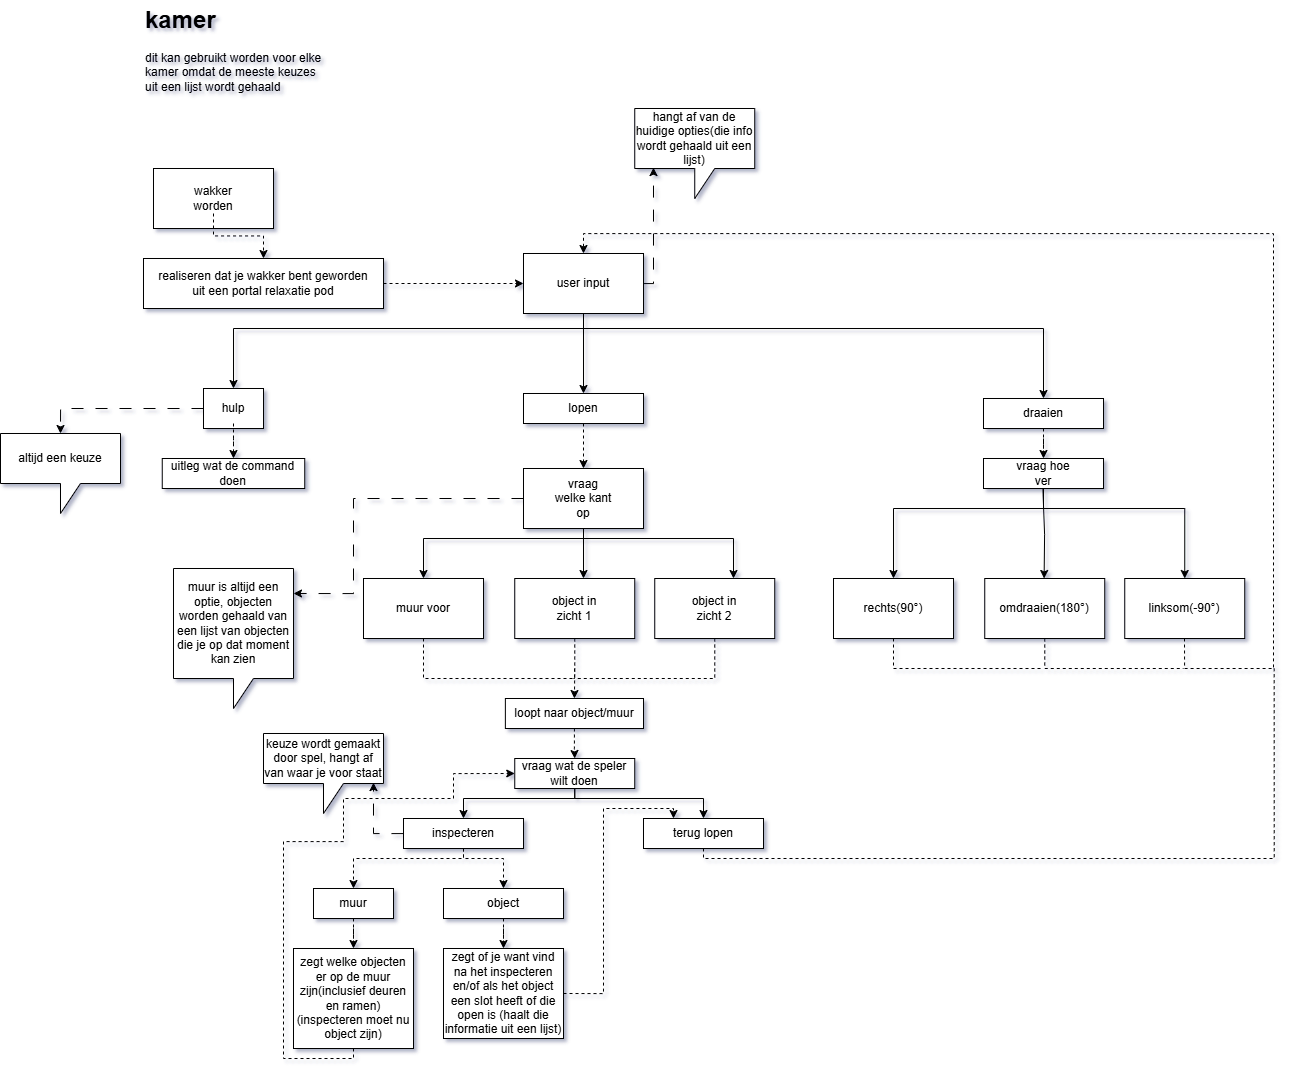 kamer
dit kan gebruikt worden voor elke
kamer omdat de meeste keuzes
uit een lijst wordt gehaald
hangt af van de
huidige opties(die info
wordt gehaald uit een
lijst)
wakker
worden
realiseren dat je wakker bent geworden
uit een portal relaxatie pod
user input
hulp
lopen
draaien
altijd een keuze
uitleg wat de command
doen
vraag
welke kant
op
vraag hoe
ver
muur is altijd een
optie, objecten
worden gehaald van
een lijst van objecten
die je op dat moment
kan zien
muur voor
object in
zicht 1
object in
zicht 2
rechts(90°)
omdraaien(180°)
linksom(-90°)
loopt naar object/muur
keuze wordt gemaakt
door spel, hangt af
van waar je voor staat
vraag wat de speler
wilt doen
inspecteren
terug lopen
muur
object
zegt welke objecten
er op de muur
zijn(inclusief deuren
en ramen)
(inspecteren moet nu
object zijn)
zegt of je want vind
na het inspecteren
en/of als het object
een slot heeft of die
open is (haalt die
informatie uit een lijst)